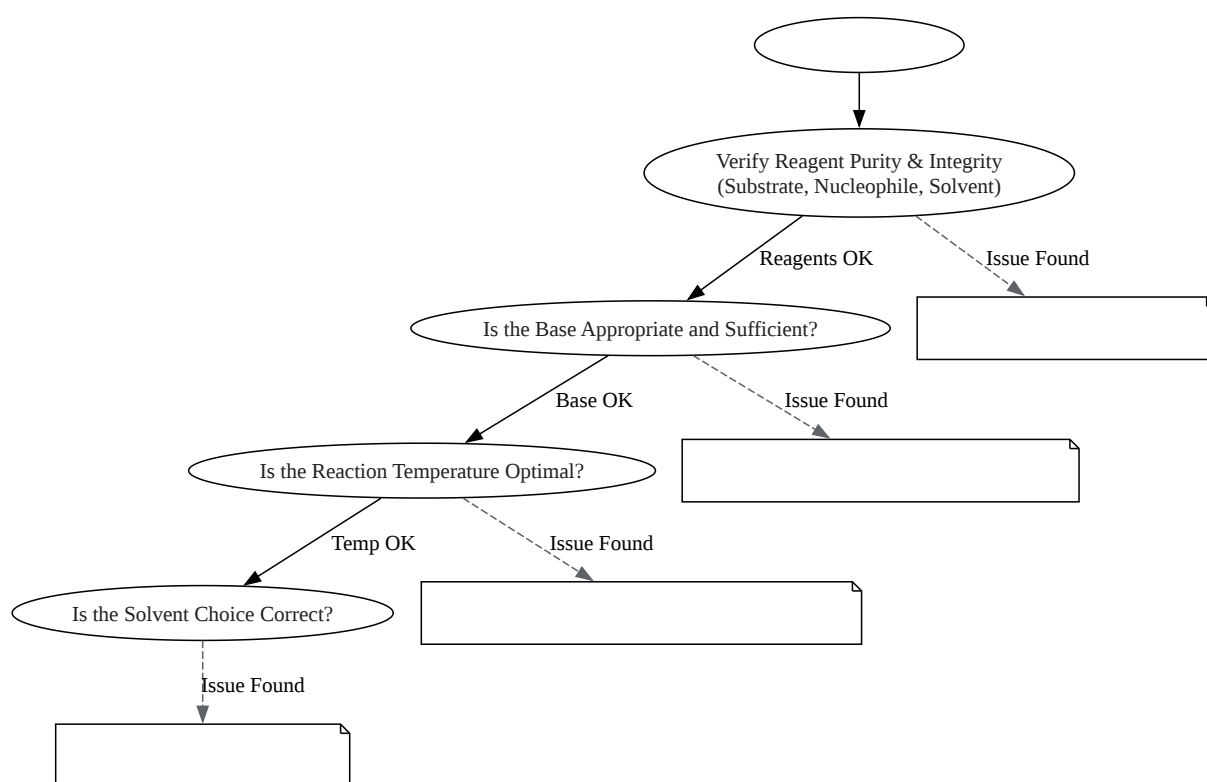 Verify Reagent Purity & Integrity
(Substrate, Nucleophile, Solvent)
Reagents OK
Issue Found
Is the Base Appropriate and Sufficient?
Base OK
Issue Found
Is the Reaction Temperature Optimal?
Temp OK
Issue Found
Is the Solvent Choice Correct?
Issue Found